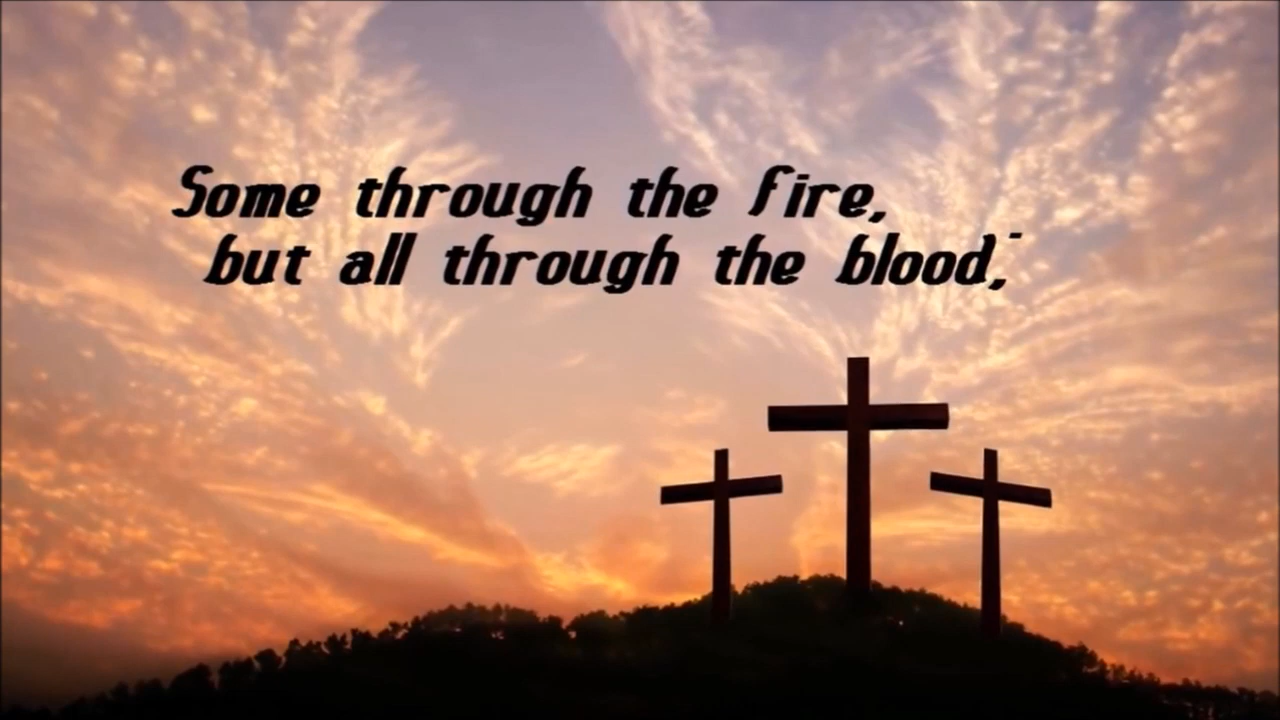 Some through the fire,
but all through the blood,-